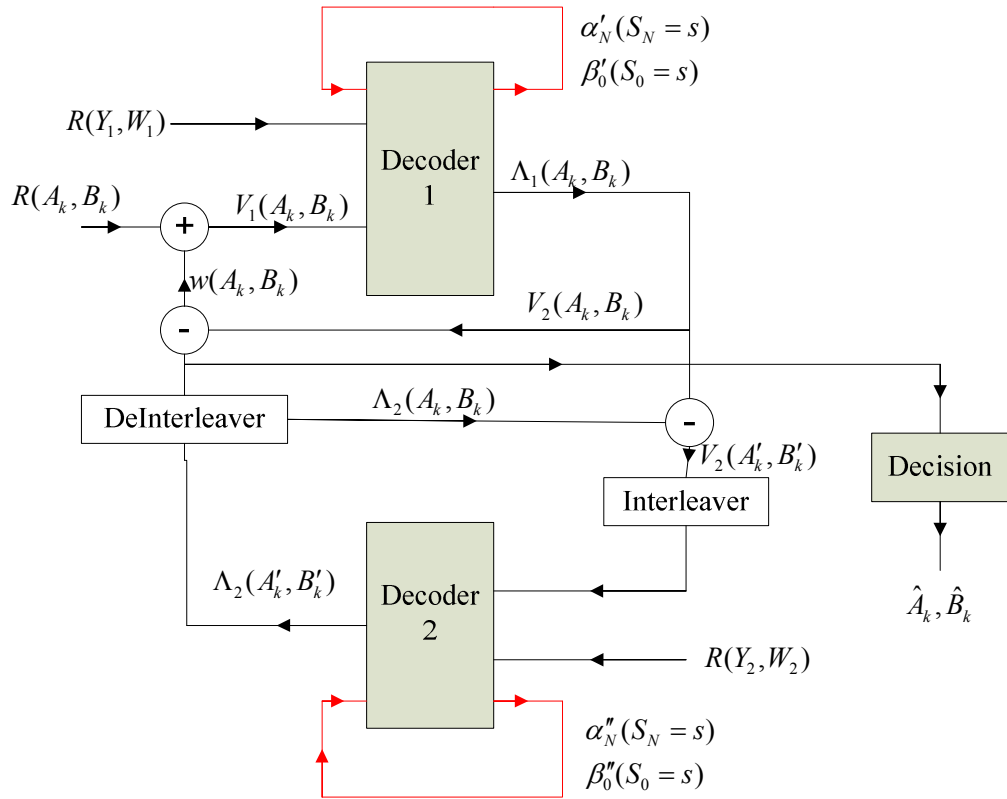 α′_N(S_N = s)
β′_0(S_0 = s)
R(Y_1,W_1)
Decoder
1
Λ_1(A_k,B_k)
R(A_k,B_k)
V_1(A_k,B_k)
+
w(A_k,B_k)
V_2(A_k,B_k)
-
DeInterleaver
Λ_2(A_k,B_k)
-
V_2(A′_k,B′_k)
Decision
Interleaver
Λ_2(A′_k,B′_k)
Decoder
2
Â_k,B̂_k
R(Y_2,W_2)
α″_N(S_N = s)
β″_0(S_0 = s)